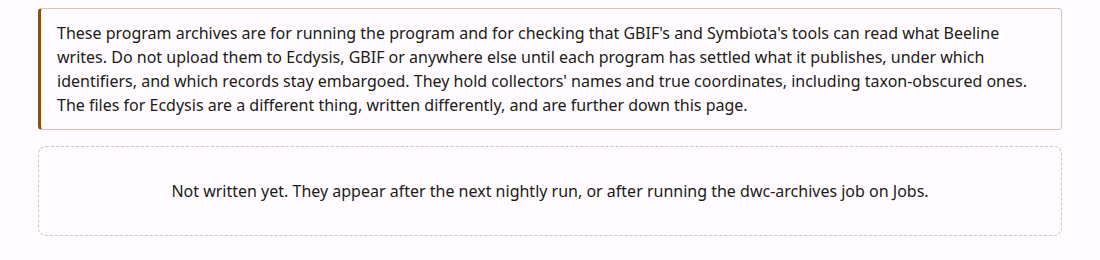 These program archives are for running the program and for checking that GBIF's and Symbiota's tools can read what Beeline
writes. Do not upload them to Ecdysis, GBIF or anywhere else until each program has settled what it publishes, under which
identifiers, and which records stay embargoed. They hold collectors' names and true coordinates, including taxon-obscured ones.
The files for Ecdysis are a different thing, written differently, and are further down this page.
Not written yet. They appear after the next nightly run, or after running the dwc-archives job on Jobs.